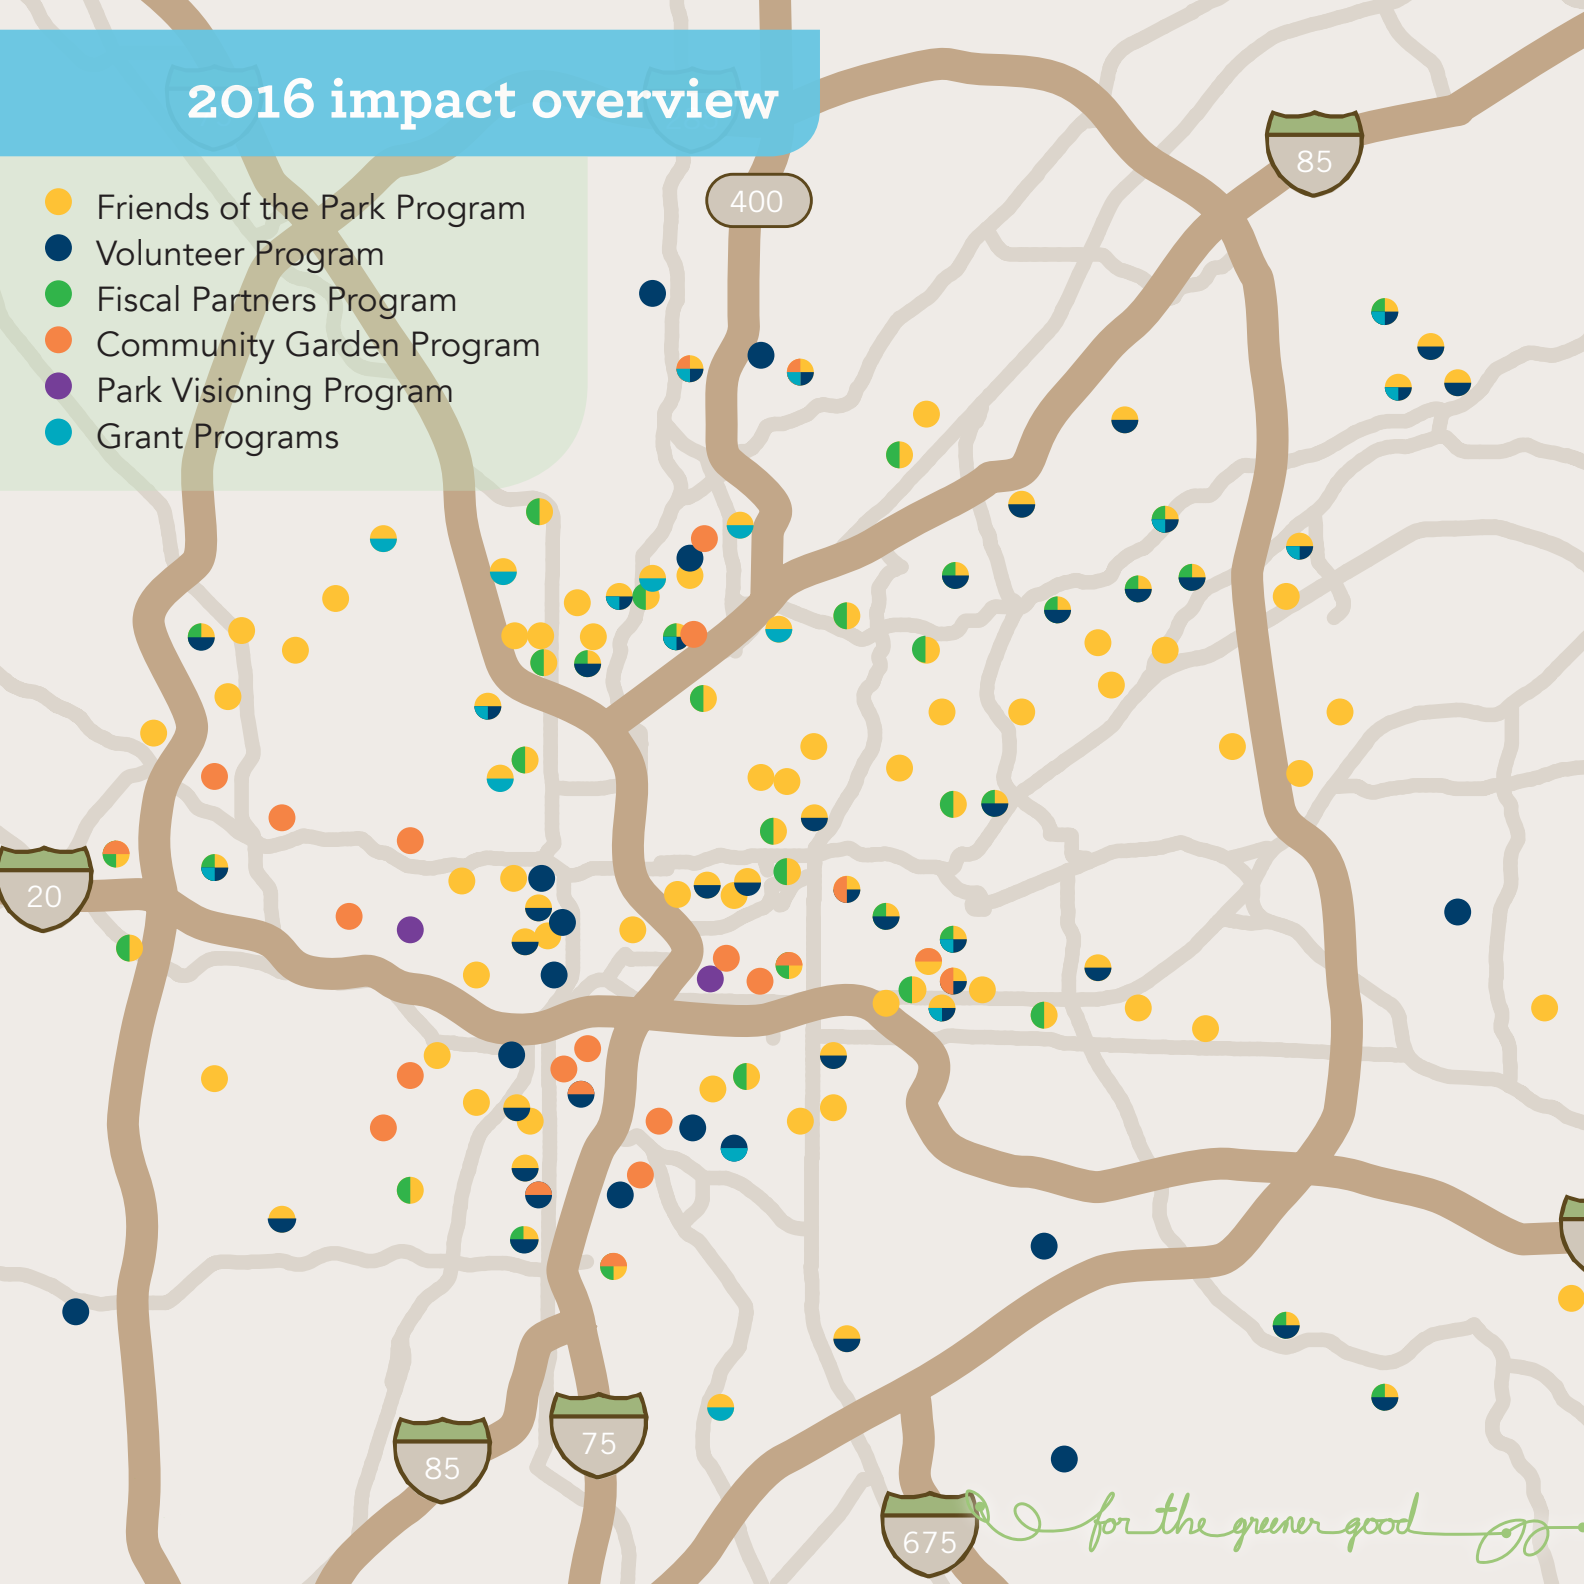 2016 impact overview
Friends of the Park Program
Volunteer Program
Fiscal Partners Program
Community Garden Program
Park Visioning Program
Grant Programs
400
85
20
85
75
675
for the greener good